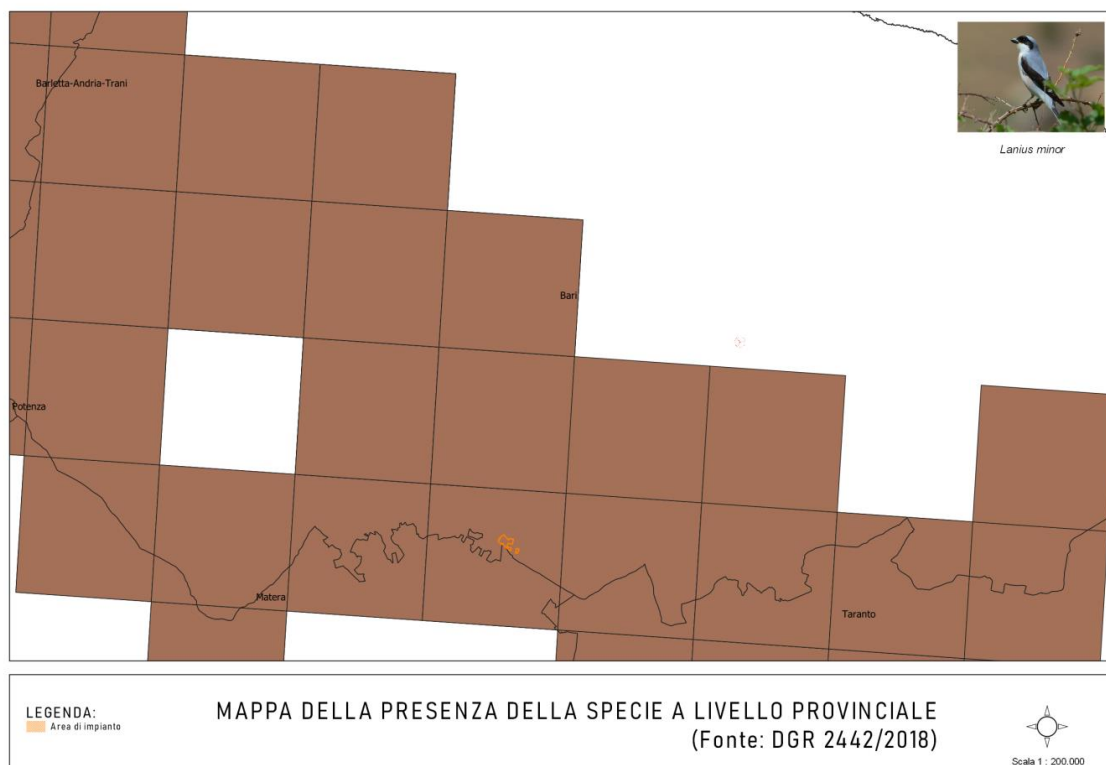 Barletta-Andria-Trani
Lanius minor
Bari
Potenza
Matera
Taranto
LEGENDA:
Area di impianto
MAPPA DELLA PRESENZA DELLA SPECIE A LIVELLO PROVINCIALE
(Fonte: DGR 2442/2018)
Scala 1 : 200.000